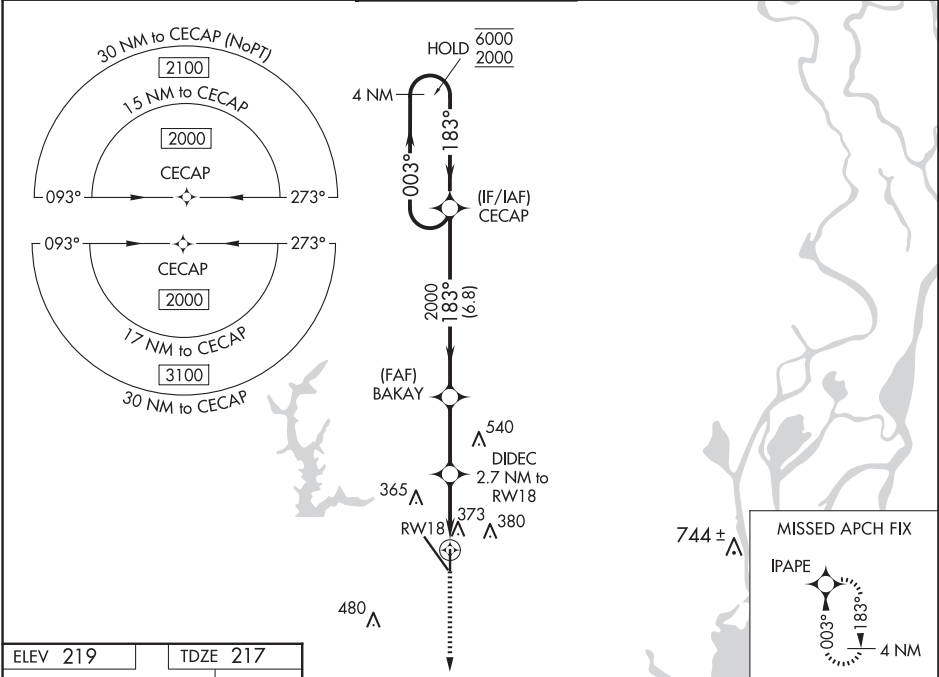 30 NM to CECAP (NoPT)
2100
15 NM to CECAP
2000
CECAP
093°
273°
093°
273°
CECAP
2000
17 NM to CECAP
3100
30 NM to CECAP
HOLD 6000
2000
4 NM
003°
183°
(IF/IAF)
CECAP
2000
183°
(6.8)
(FAF)
BAKAY
540
DIDEC
2.7 NM to
RW18
365
373
380
RW18
744 ±
480
MISSED APCH FIX
IPAPE
003°
183°
4 NM
ELEV 219
TDZE 217